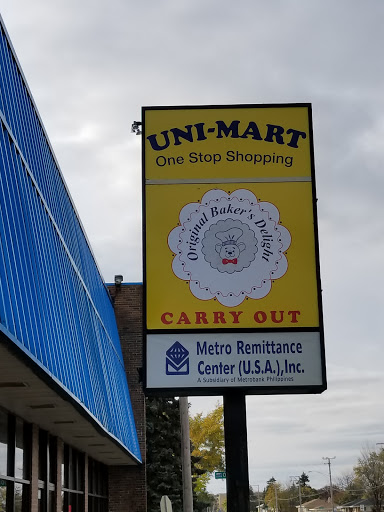 UNI-MART
One Stop Shopping
Original Baker's Delight
CARRY OUT
Metro Remittance
Center (U.S.A.),Inc.
A Subsidiary of Metrobank Philippines